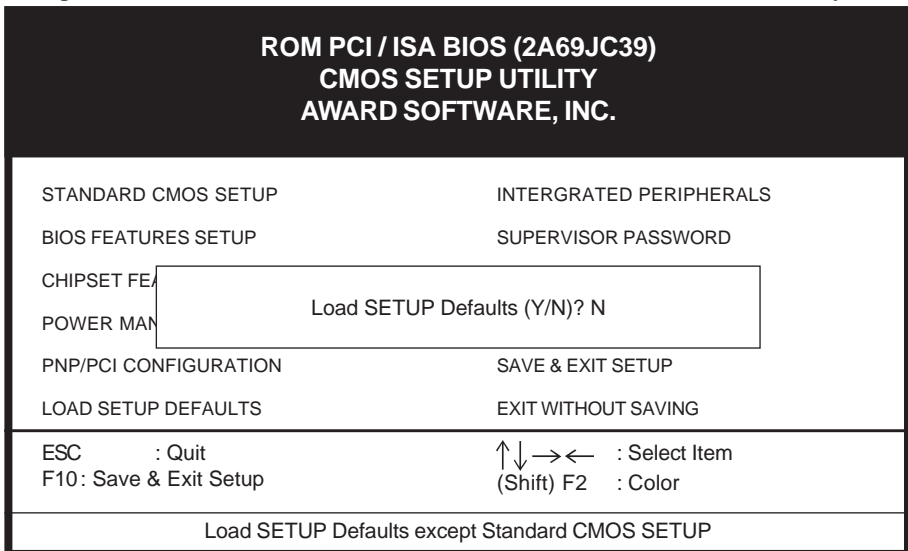 ROM PCI / ISA BIOS (2A69JC39)
CMOS SETUP UTILITY
AWARD SOFTWARE, INC.
STANDARD CMOS SETUP
INTERGRATED PERIPHERALS
BIOS FEATURES SETUP
SUPERVISOR PASSWORD
CHIPSET
Load SETUP Defaults (Y/N)? N
POWER
PNP/PCI CONFIGURATION
SAVE & EXIT SETUP
LOAD SETUP DEFAULTS
EXIT WITHOUT SAVING
ESC : Quit
↑↓→← : Select Item
F10 : Save & Exit Setup
(Shift) F2 : Color
Load SETUP Defaults except Standard CMOS SETUP